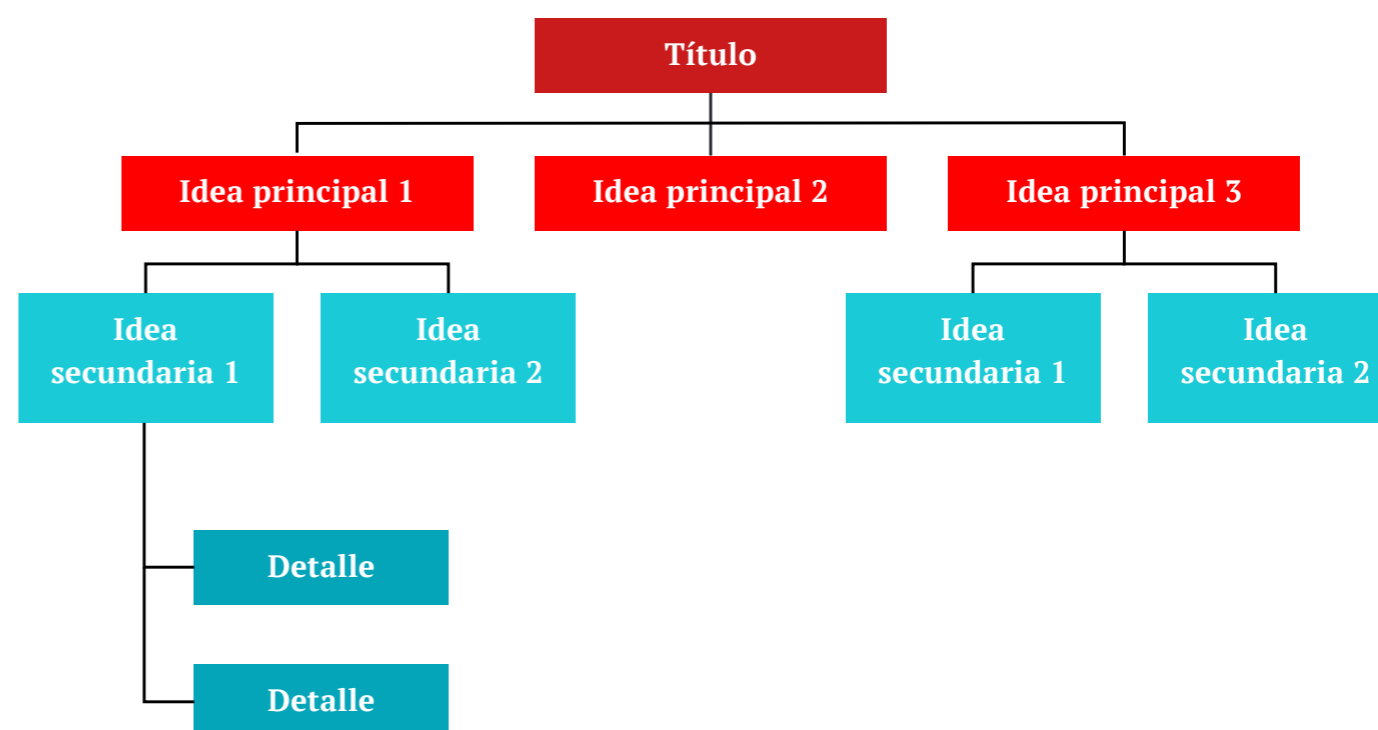 Título
Idea principal 1
Idea principal 2
Idea principal 3
Idea
secundaria 1
Idea
secundaria 2
Idea
secundaria 1
Idea
secundaria 2
Detalle
Detalle